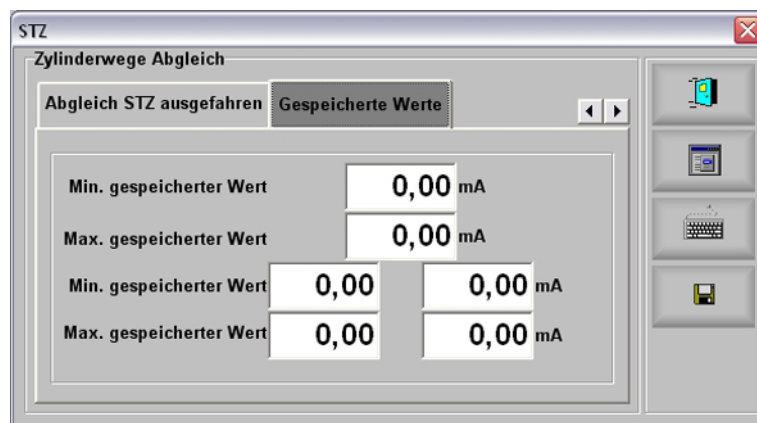 STZ
Zylinderwege Abgleich
Abgleich STZ ausgefahren Gespeicherte Werte
Min. gespeicherter Wert 0,00 mA
Max. gespeicherter Wert 0,00 mA
Min. gespeicherter Wert 0,00 0,00 mA
Max. gespeicherter Wert 0,00 0,00 mA